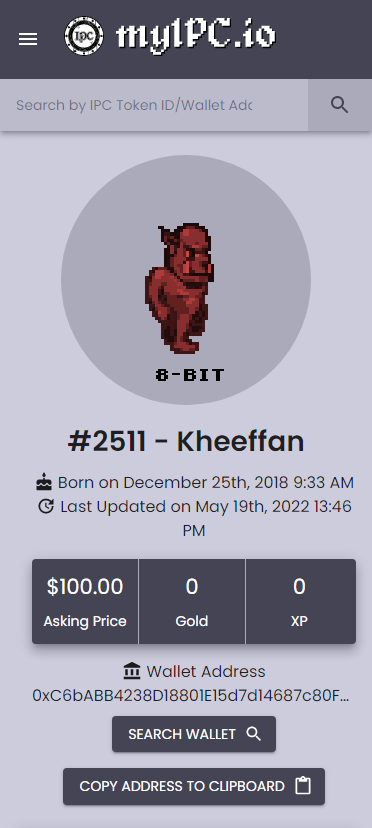 IPC
myIPC.io
Search by IPC Token ID/Wallet Adc
8-BIT
#2511 - Kheeffan
Born on December 25th, 2018 9:33 AM
Last Updated on May 19th, 2022 13:46
PM
$100.00 0 0
Asking Price Gold XP
Wallet Address
0xC6bABB4238D18801E15d7d14687c80F...
SEARCH WALLET
COPY ADDRESS TO CLIPBOARD